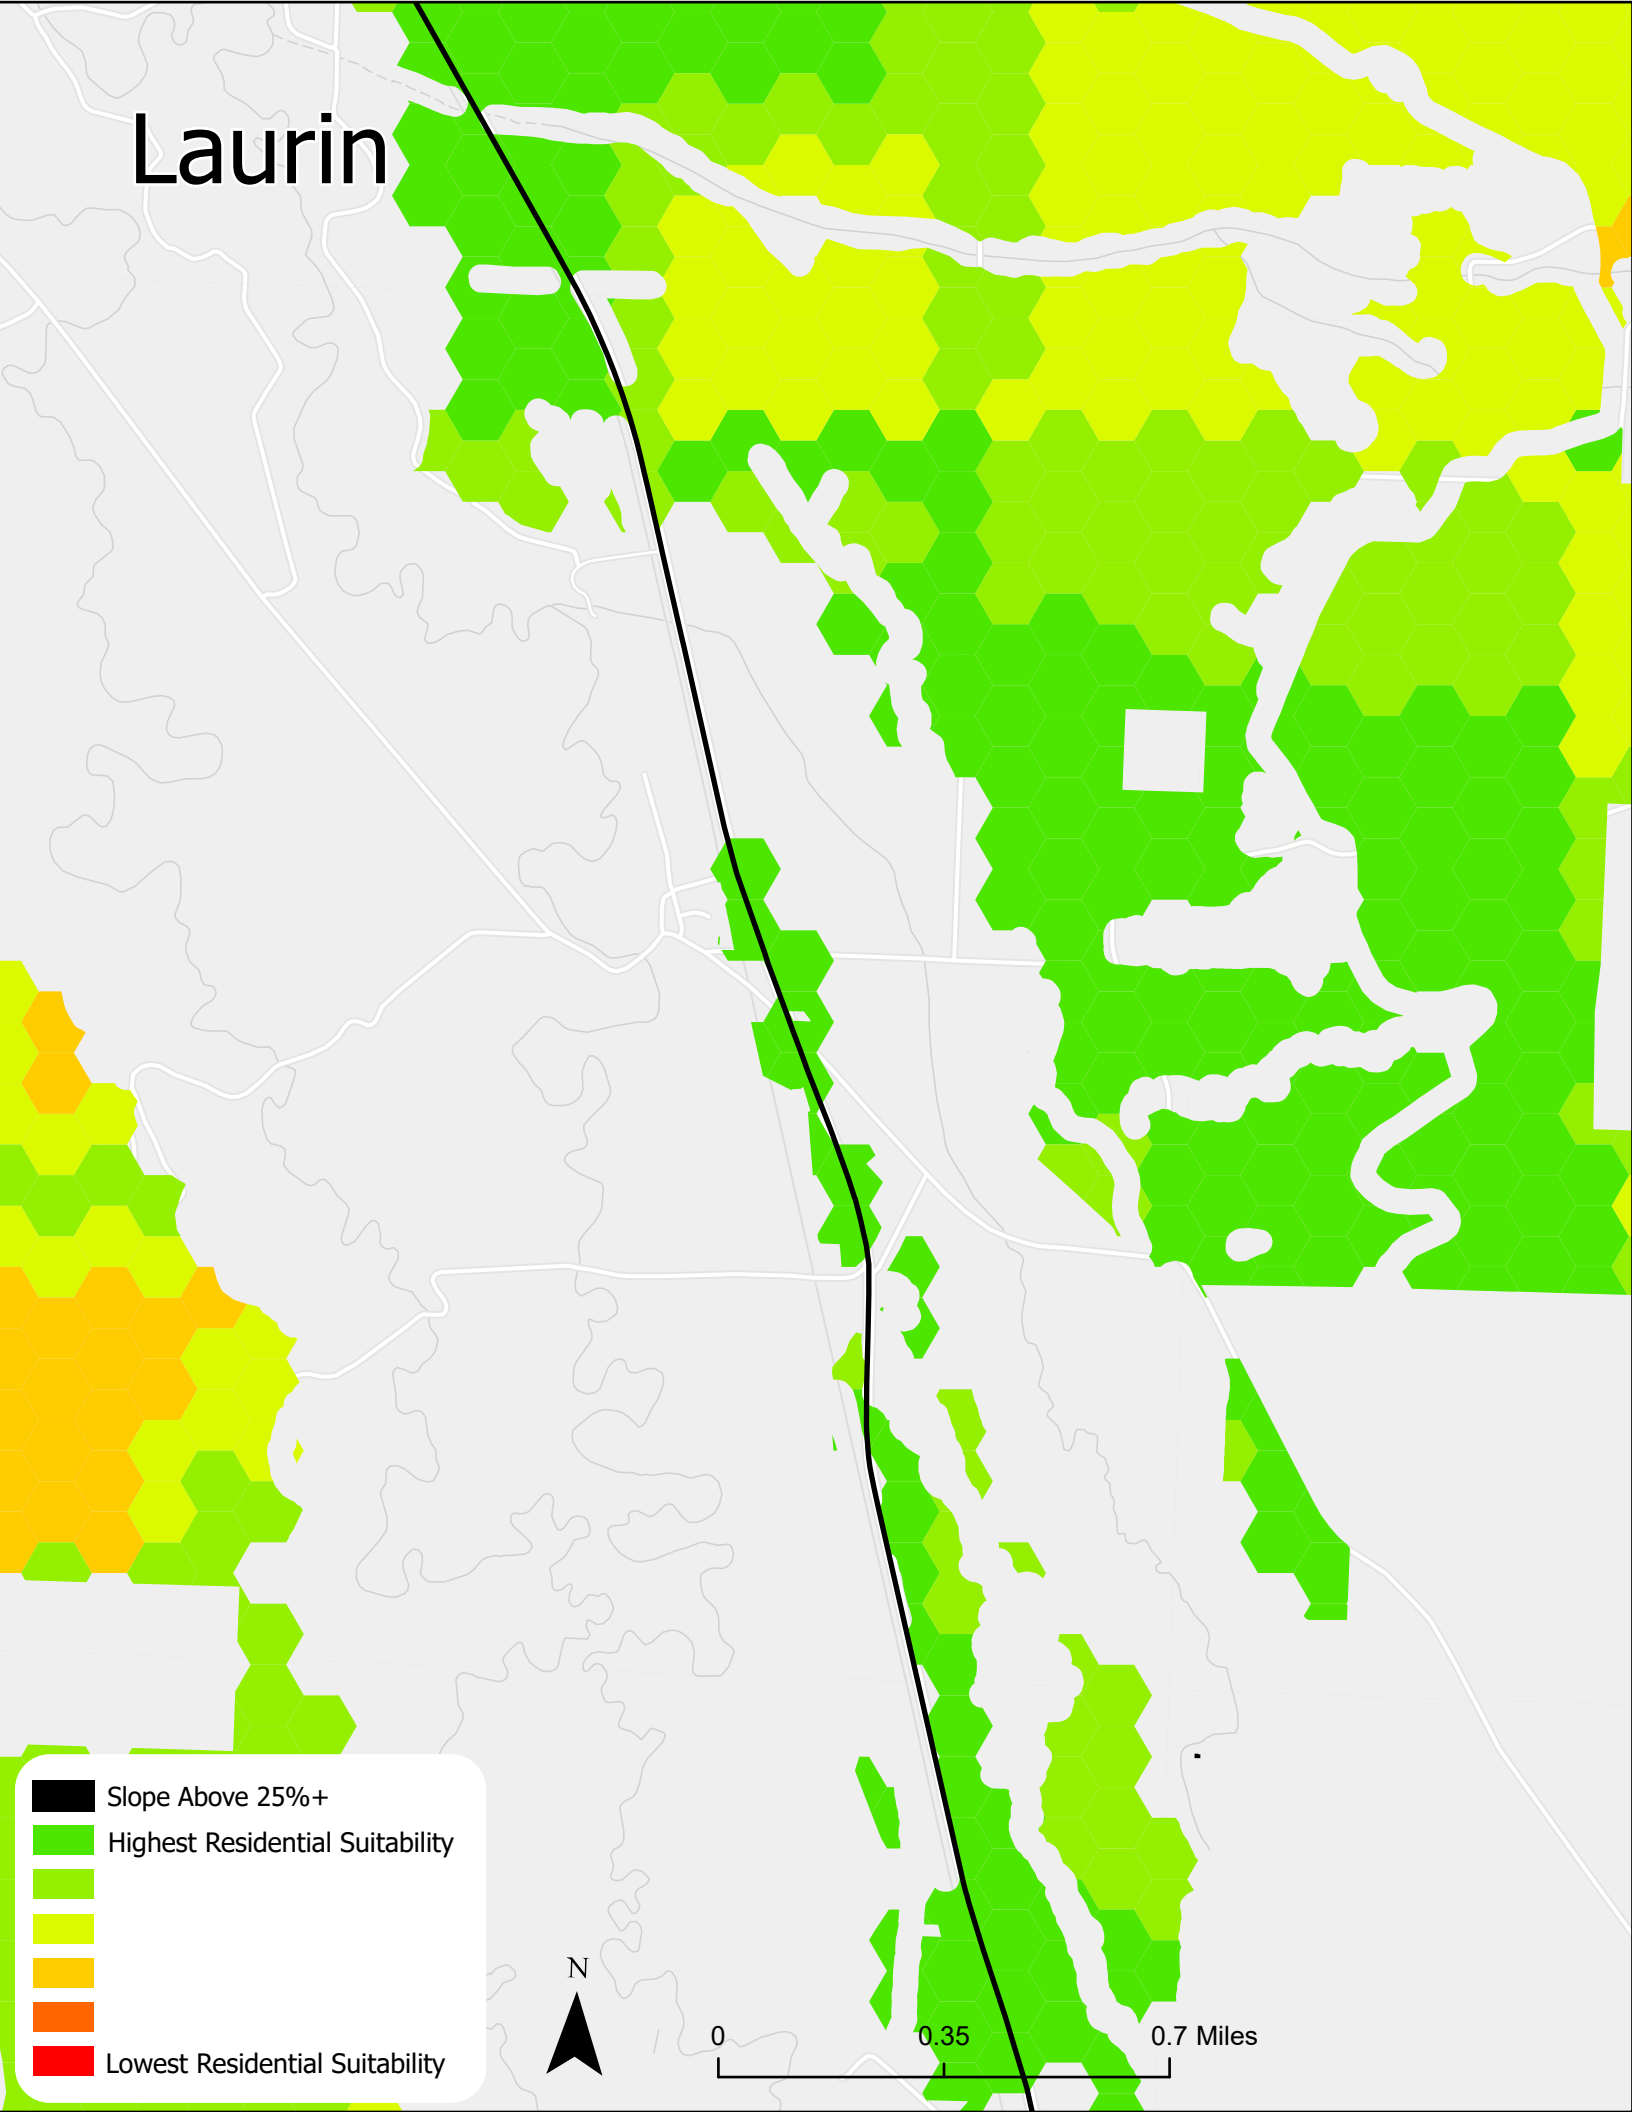 Laurin
Slope Above 25%+
Highest Residential Suitability
Lowest Residential Suitability
N
0 0.35 0.7 Miles